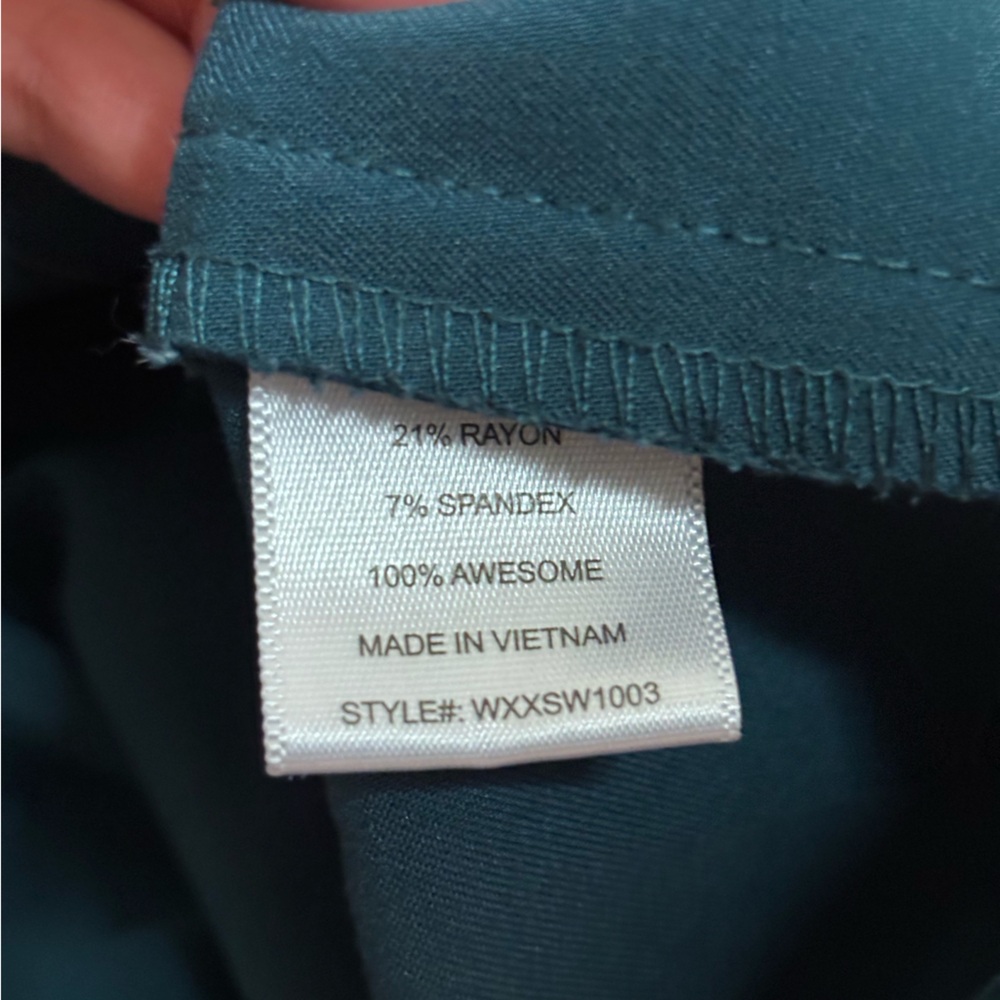 21% RAYON
7% SPANDEX
100% AWESOME
MADE IN VIETNAM
STYLE#: WXXSW1003